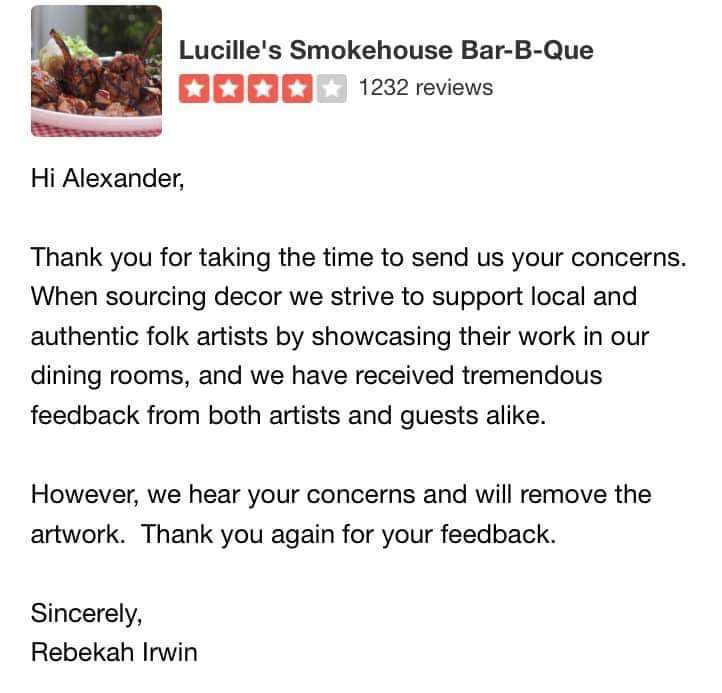 Lucille's Smokehouse Bar-B-Que
1232 reviews
Hi Alexander,
Thank you for taking the time to send us your concerns.
When sourcing decor we strive to support local and
authentic folk artists by showcasing their work in our
dining rooms, and we have received tremendous
feedback from both artists and guests alike.
However, we hear your concerns and will remove the
artwork.  Thank you again for your feedback.
Sincerely,
Rebekah Irwin